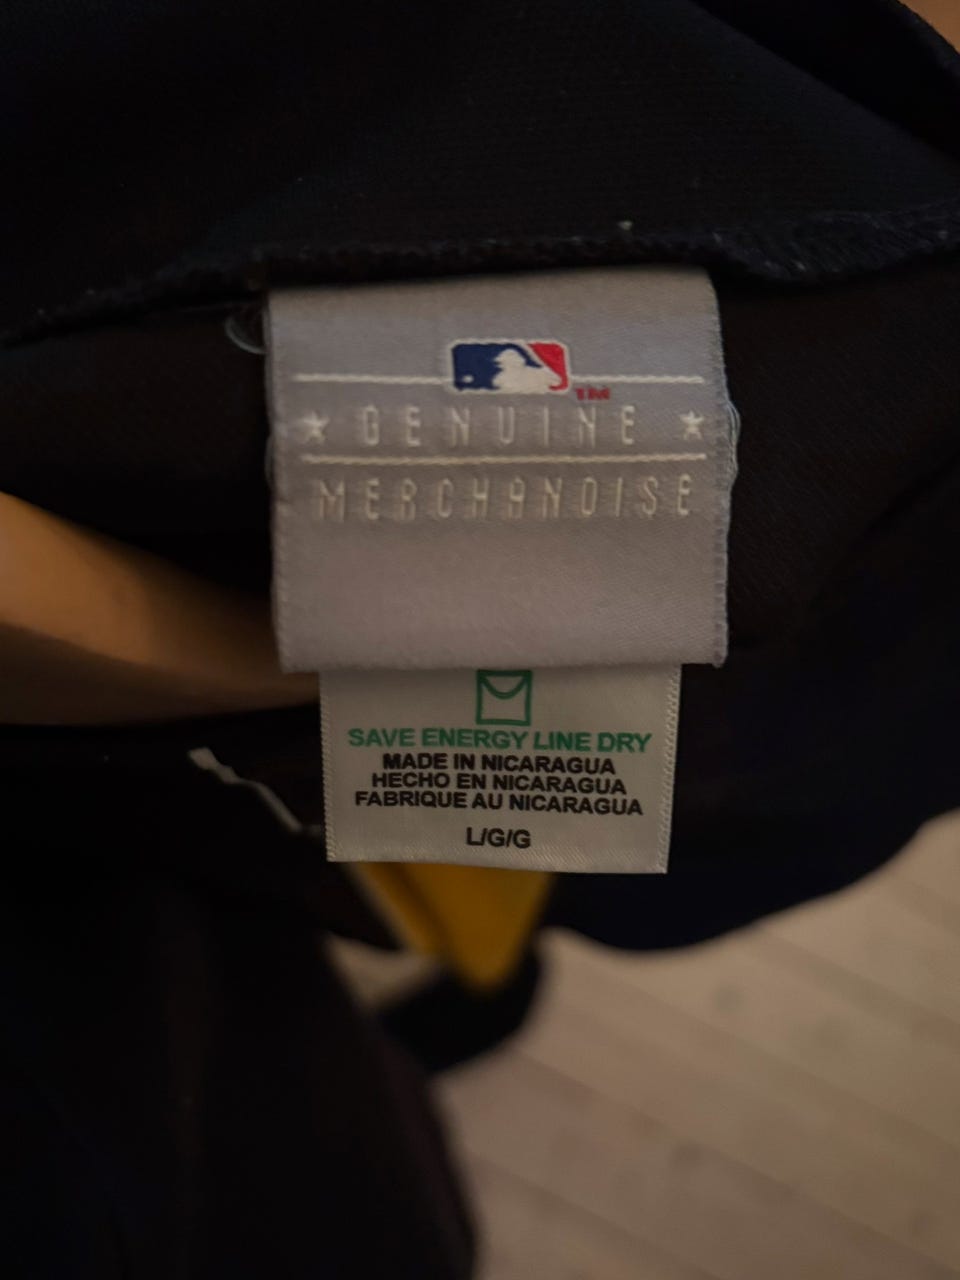 TM
GENUINE
MERCHANDISE
SAVE ENERGY LINE DRY
MADE IN NICARAGUA
HECHO EN NICARAGUA
FABRIQUE AU NICARAGUA
L/G/G